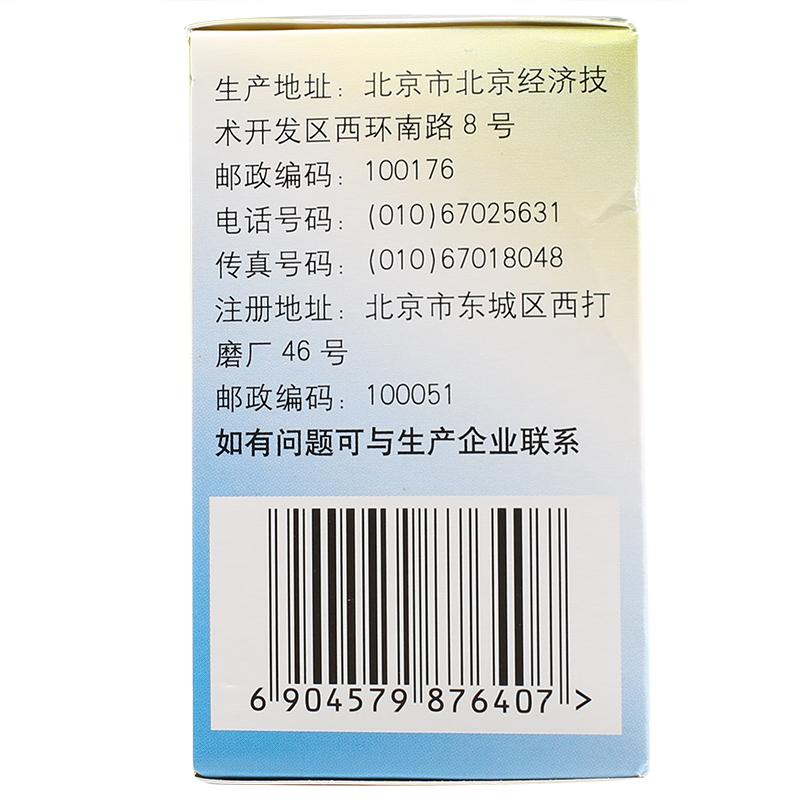 生产地址：北京市北京经济技
术开发区西环南路 8 号
邮政编码：100176
电话号码：(010)67025631
传真号码：(010)67018048
注册地址：北京市东城区西打
磨厂 46 号
邮政编码：100051
如有问题可与生产企业联系
6 904579 876407 >